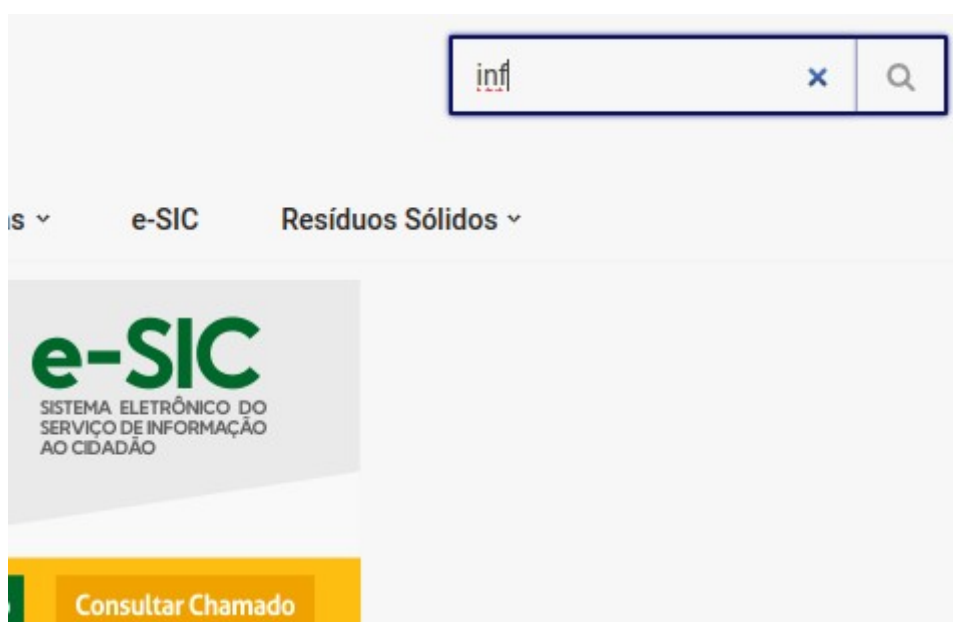 inf
s e-SIC Resíduos Sólidos
e-SIC
SISTEMA ELETRÔNICO DO
SERVIÇO DE INFORMAÇÃO
AO CIDADÃO
Consultar Chamado